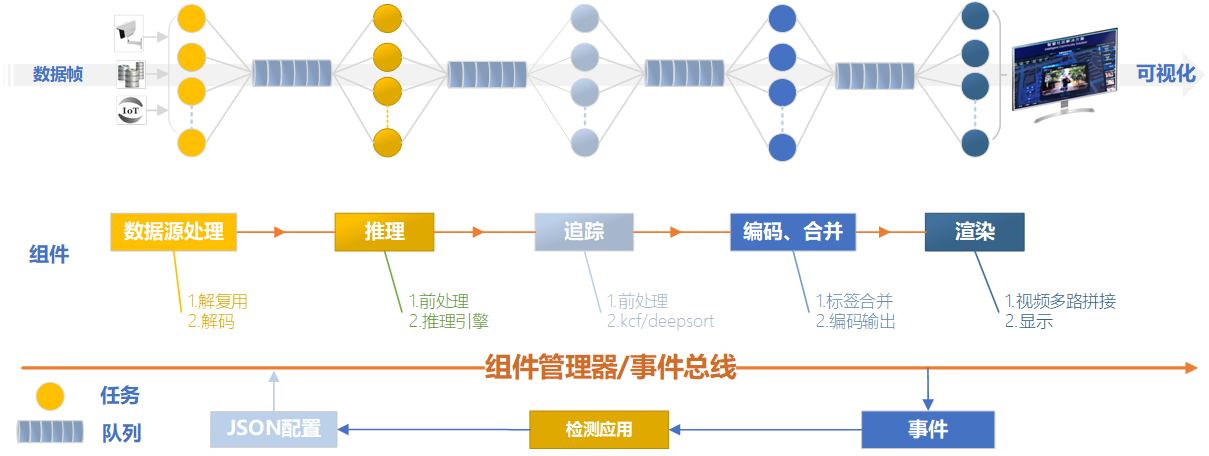 数据帧
IoT
可视化
组件
数据源处理
推理
追踪
编码、合并
渲染
1.解复用
2.解码
1.前处理
2.推理引擎
1.前处理
2.kcf/deepsort
1.标签合并
2.编码输出
1.视频多路拼接
2.显示
组件管理器/事件总线
任务
队列
JSON配置
检测应用
事件